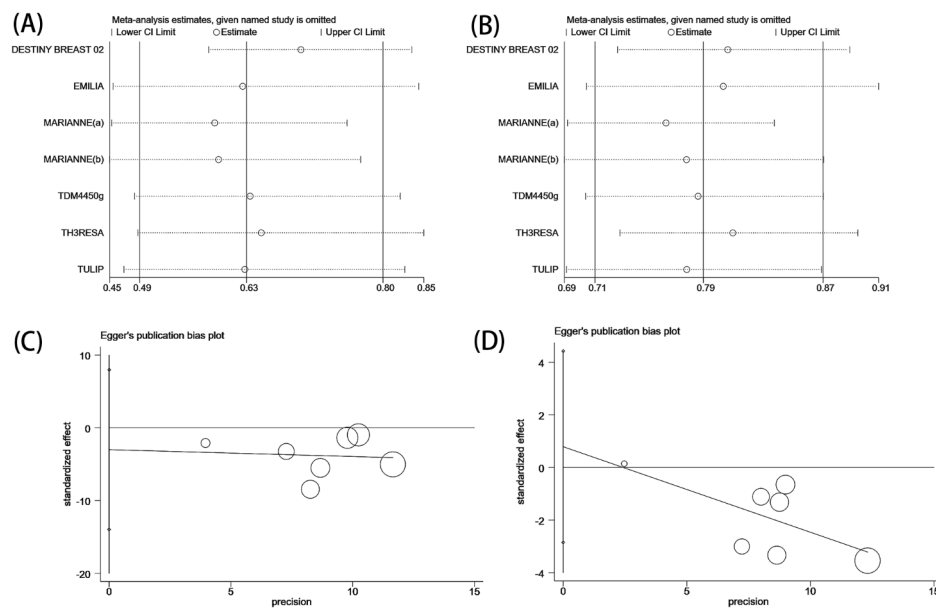 (A)
Meta-analysis estimates, given named study is omitted
Lower CI Limit Estimate Upper CI Limit
DESTINY BREAST 02
EMILIA
MARIANNE(a)
MARIANNE(b)
TDM4450g
TH3RESA
TULIP
0.45 0.49 0.63 0.80 0.85
(B)
Meta-analysis estimates, given named study is omitted
Lower CI Limit Estimate Upper CI Limit
DESTINY BREAST 02
EMILIA
MARIANNE(a)
MARIANNE(b)
TDM4450g
TH3RESA
TULIP
0.69 0.71 0.79 0.87 0.91
(C)
Egger's publication bias plot
standardized effect
10
0
-10
-20
0 5 10 15
precision
(D)
Egger's publication bias plot
standardized effect
4
2
0
-2
-4
0 5 10 15
precision